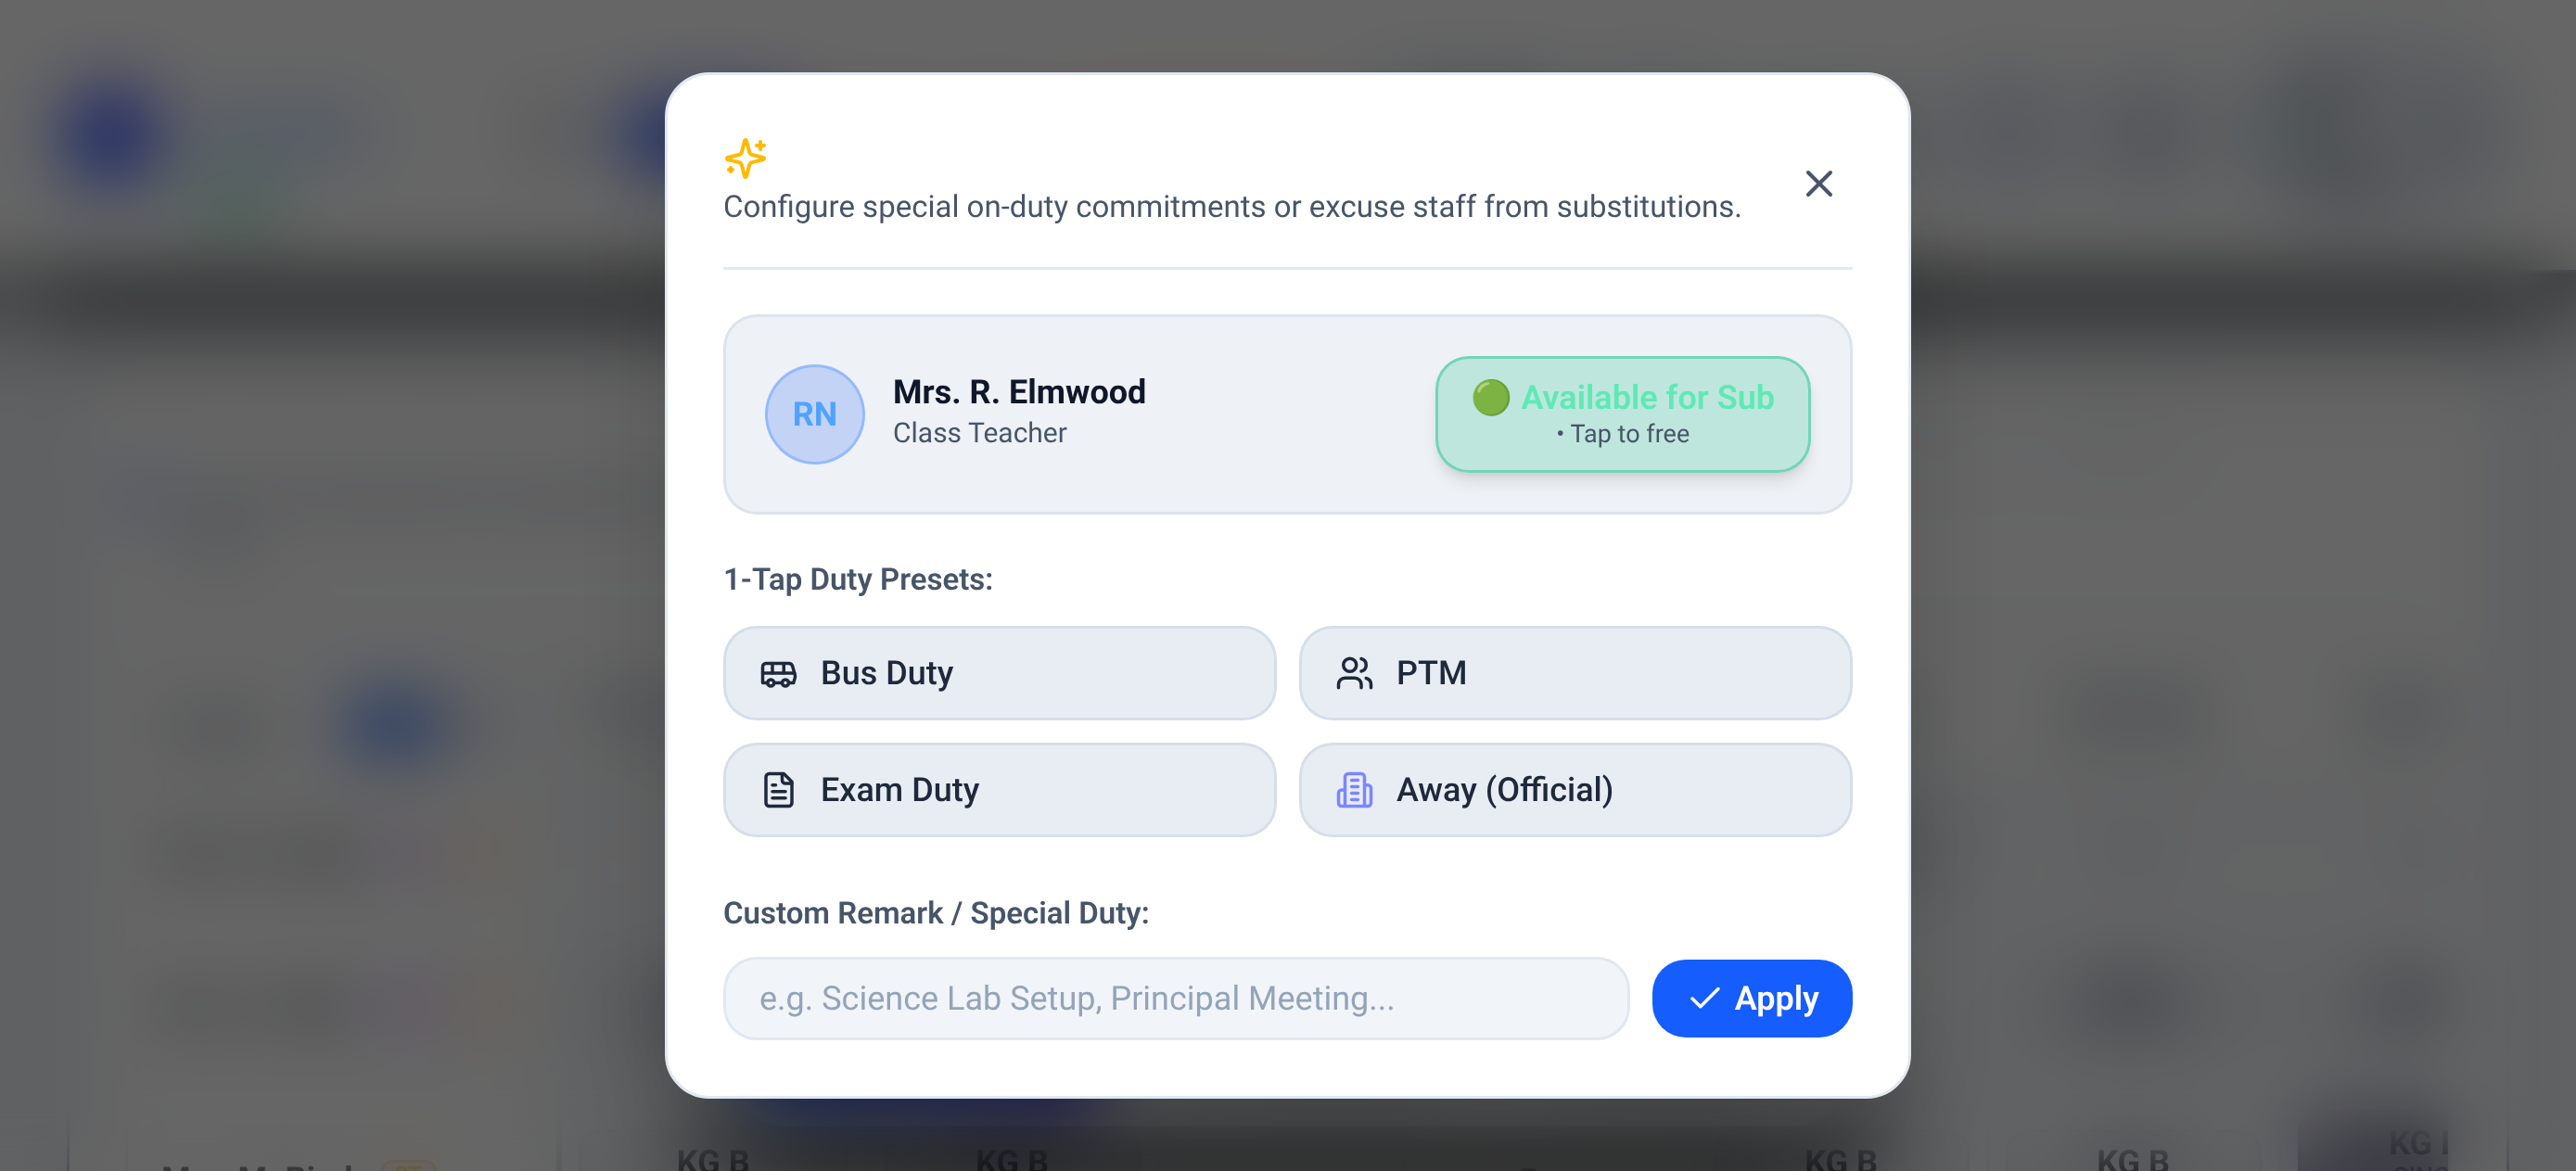 Configure special on-duty commitments or excuse staff from substitutions.
RN
Mrs. R. Elmwood
Class Teacher
Available for Sub
• Tap to free
1-Tap Duty Presets:
Bus Duty
PTM
Exam Duty
Away (Official)
Custom Remark / Special Duty:
e.g. Science Lab Setup, Principal Meeting...
Apply
KG B
KG B
KG B
KG B
KG